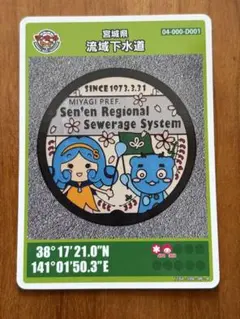 宮城県
流域下水道
04-000-D001
SINCE 1973.3.31
MIYAGI PREF.
Sen'en Regional
Sewerage System
38°17'21.0"N
141°01'50.3"E